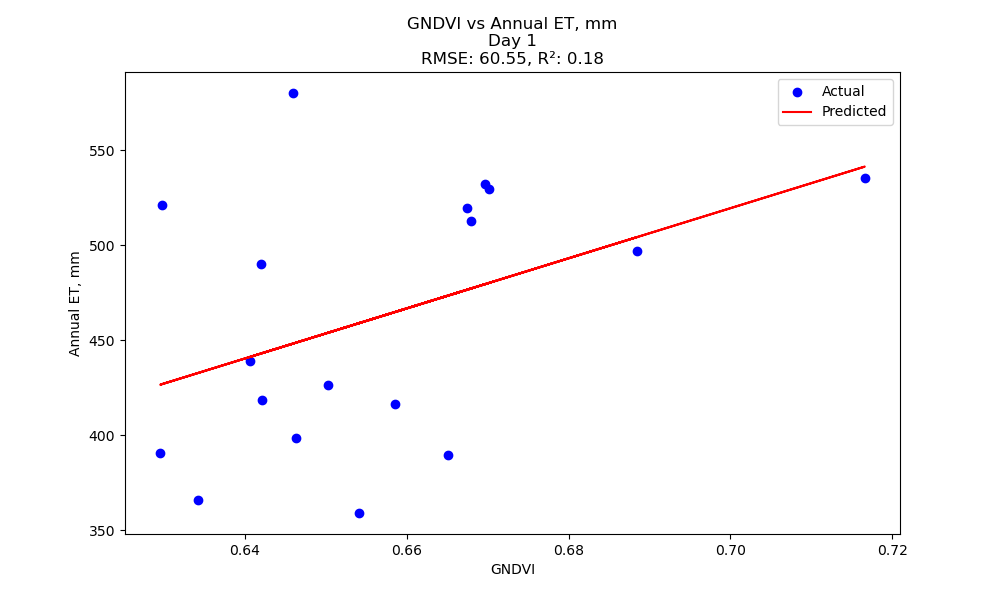 GNDVI vs Annual ET, mm
Day 1
RMSE: 60.55, R²: 0.18
Actual
Predicted
Annual ET, mm
550
500
450
400
350
0.64 0.66 0.68 0.70 0.72
GNDVI